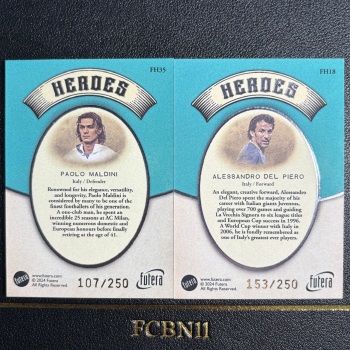 FH35
HEROES
PAOLO MALDINI
Italy / Defender
Renowned for his elegance, versatility,
and longevity, Paolo Maldini is
considered by many to be one of the
finest footballers of his generation.
A one-club man, he spent an
incredible 25 seasons at AC Milan,
winning numerous domestic and
European honours before finally
retiring at the age of 41.
futera
www.futera.com
© 2024 Futera
All Rights Reserved.
107/250
futera
FH18
HEROES
ALESSANDRO DEL PIERO
Italy / Forward
An elegant, creative forward, Alessandro
Del Piero spent the majority of his
career with Italian giants Juventus,
playing over 700 games and guiding
La Vecchia Signora to six league titles
and European Cup success in 1996.
A World Cup winner with Italy in
2006, he is fondly remembered as
one of Italy's greatest ever players.
futera
www.futera.com
© 2024 Futera
All Rights Reserved.
153/250
futera
FCBN11